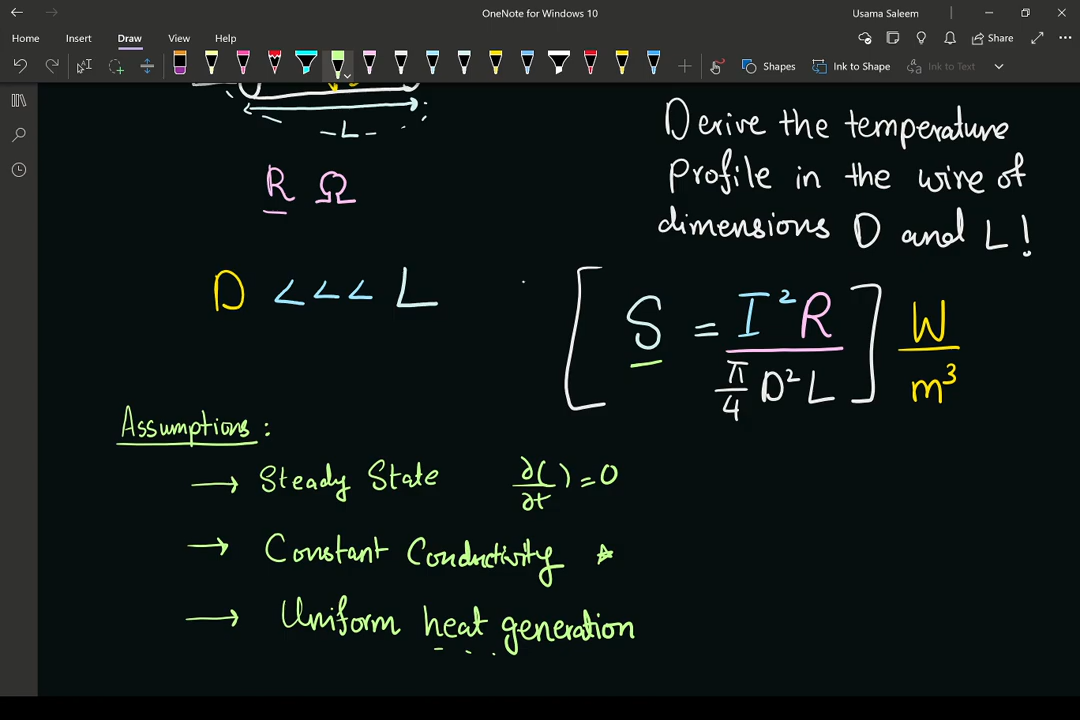 OneNote for Windows 10
Usama Saleem
Home Insert Draw View Help
Share
Shapes
Ink to Shape
Ink to Text
- L -
R Ω
Derive the temperature
Profile in the wire of
dimensions D and L!
D <<< L
[ S = I²R / π/4 D²L ] W/m³
Assumptions:
→ Steady State ∂( )/∂t = 0
→ Constant Conductivity
→ Uniform heat generation